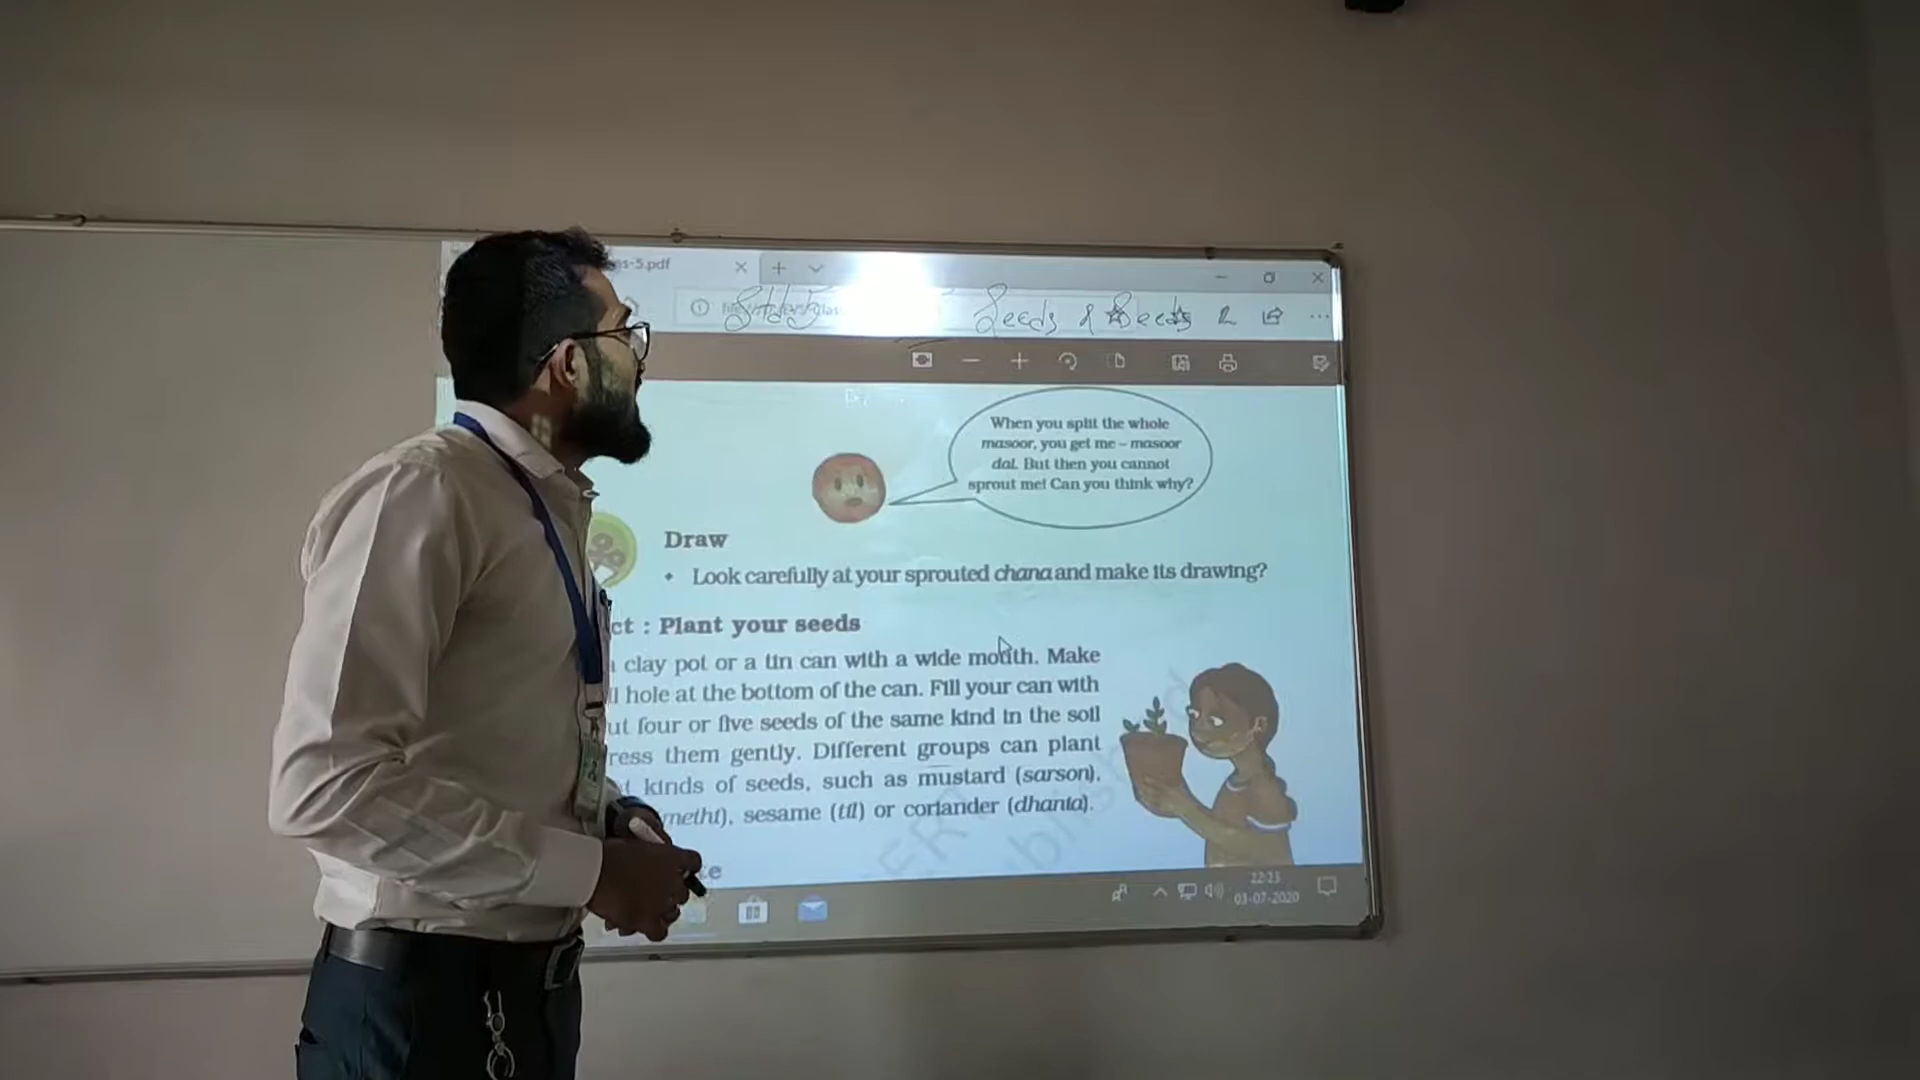 as-5.pdf
Std 5 Seeds & Seeds
When you split the whole
masoor, you get me – masoor
dal. But then you cannot
sprout me! Can you think why?
Draw
• Look carefully at your sprouted chana and make its drawing?
ct : Plant your seeds
clay pot or a tin can with a wide mouth. Make
hole at the bottom of the can. Fill your can with
ut four or five seeds of the same kind in the soil
ress them gently. Different groups can plant
t kinds of seeds, such as mustard (sarson),
methi), sesame (til) or coriander (dhania).
22:23
03-07-2020